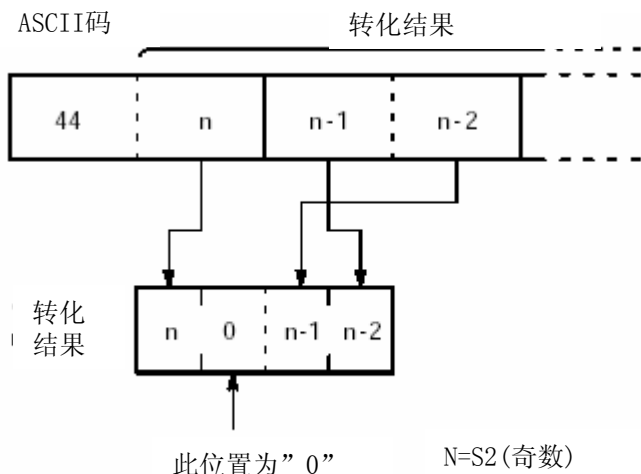 ASCII码 转化结果
44 n n-1 n-2
转化
结果
n 0 n-1 n-2
此位置为”0”
N=S2(奇数)